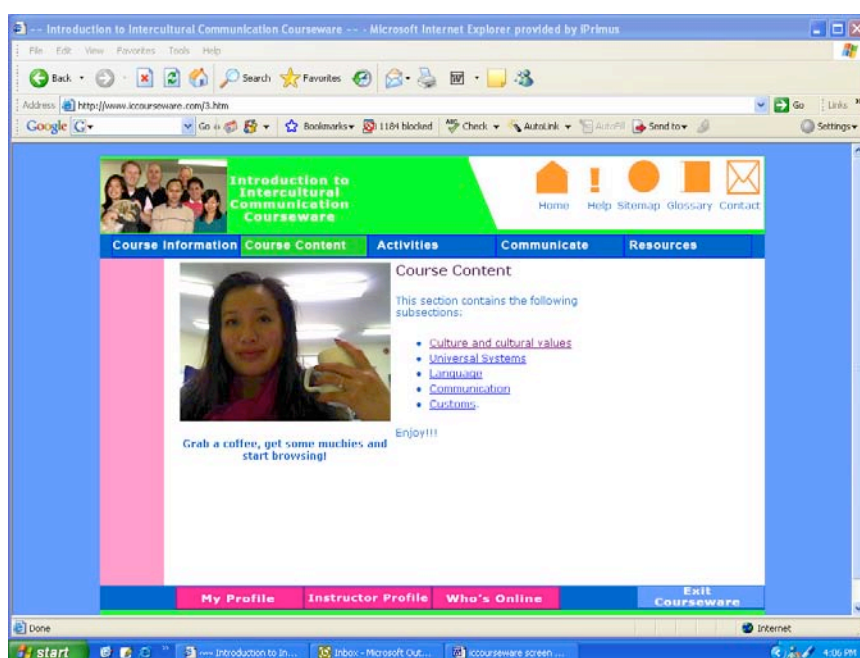 -- Introduction to Intercultural Communication Courseware -- - Microsoft Internet Explorer provided by iPrimus
File Edit View Favorites Tools Help
Back Search Favorites
Address http://www.iccourseware.com/3.htm Go Links
Google G Go Bookmarks 1184 blocked Check AutoLink AutoFill Send to Settings
Introduction to
Intercultural
Communication
Courseware
Home Help Sitemap Glossary Contact
Course Information Course Content Activities Communicate Resources
Course Content
This section contains the following
subsections:
Culture and cultural values
Universal Systems
Language
Communication
Customs.
Enjoy!!!
Grab a coffee, get some muchies and
start browsing!
My Profile Instructor Profile Who's Online Exit
Courseware
Done Internet
start --- Introduction to In... Inbox - Microsoft Out... iccourseware screen ... 4:06 PM